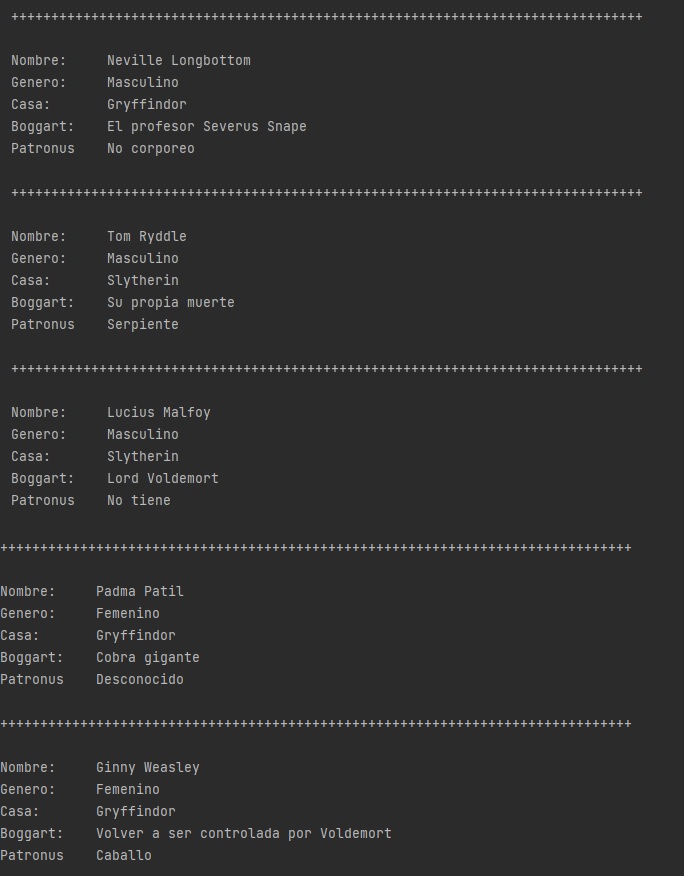 +++++++++++++++++++++++++++++++++++++++++++++++++++++++++++++++++++++++++++++++
Nombre:     Neville Longbottom
Genero:     Masculino
Casa:       Gryffindor
Boggart:    El profesor Severus Snape
Patronus    No corporeo
+++++++++++++++++++++++++++++++++++++++++++++++++++++++++++++++++++++++++++++++
Nombre:     Tom Ryddle
Genero:     Masculino
Casa:       Slytherin
Boggart:    Su propia muerte
Patronus    Serpiente
+++++++++++++++++++++++++++++++++++++++++++++++++++++++++++++++++++++++++++++++
Nombre:     Lucius Malfoy
Genero:     Masculino
Casa:       Slytherin
Boggart:    Lord Voldemort
Patronus    No tiene
+++++++++++++++++++++++++++++++++++++++++++++++++++++++++++++++++++++++++++++++
Nombre:     Padma Patil
Genero:     Femenino
Casa:       Gryffindor
Boggart:    Cobra gigante
Patronus    Desconocido
+++++++++++++++++++++++++++++++++++++++++++++++++++++++++++++++++++++++++++++++
Nombre:     Ginny Weasley
Genero:     Femenino
Casa:       Gryffindor
Boggart:    Volver a ser controlada por Voldemort
Patronus    Caballo